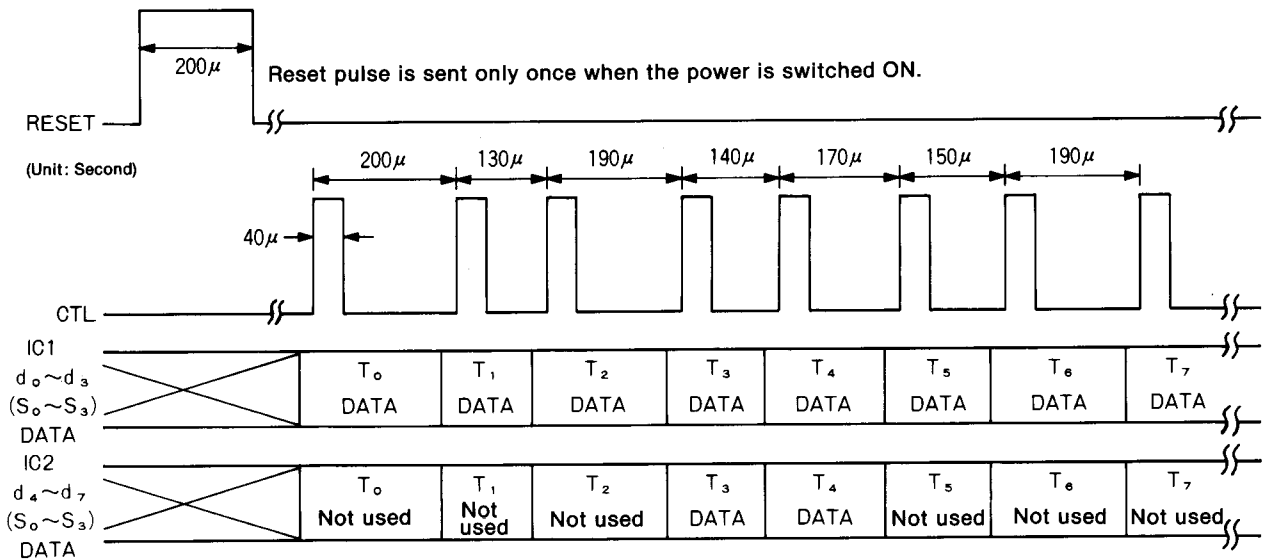 200μ
Reset pulse is sent only once when the power is switched ON.
RESET
(Unit: Second)
200μ 130μ 190μ 140μ 170μ 150μ 190μ
40μ
CTL
IC1
d₀~d₃
(S₀~S₃)
DATA
T₀ T₁ T₂ T₃ T₄ T₅ T₆ T₇
DATA DATA DATA DATA DATA DATA DATA DATA
IC2
d₄~d₇
(S₀~S₃)
DATA
T₀ T₁ T₂ T₃ T₄ T₅ T₆ T₇
Not used Not used Not used DATA DATA Not used Not used Not used